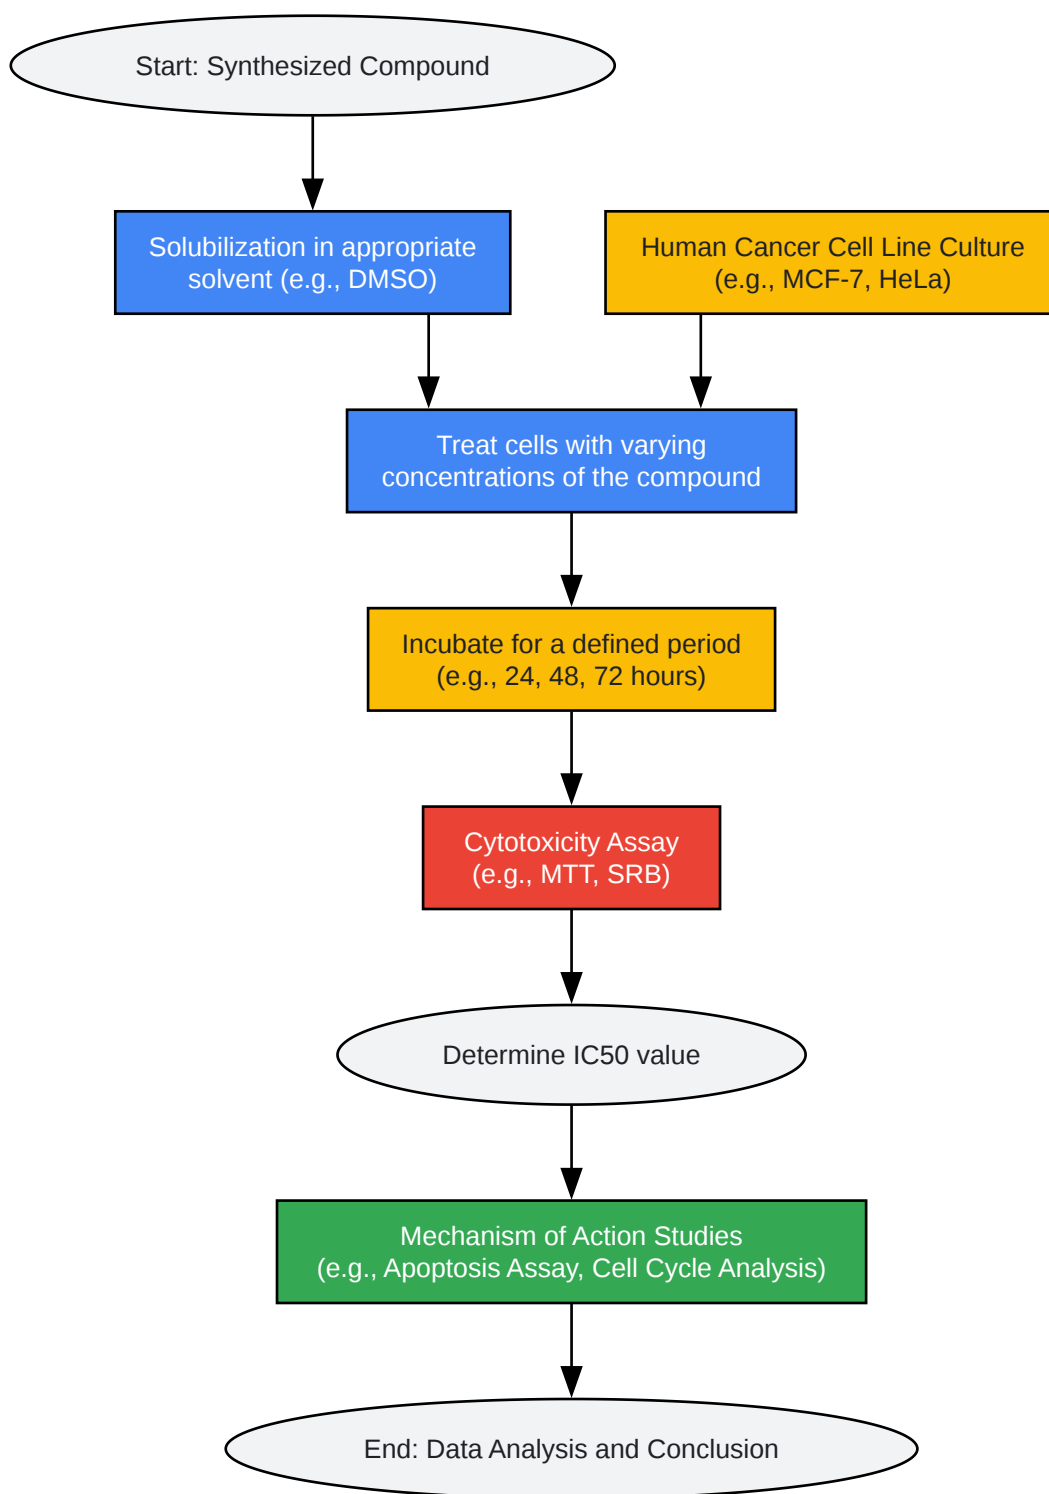 Start: Synthesized Compound
Solubilization in appropriate
solvent (e.g., DMSO)
Human Cancer Cell Line Culture
(e.g., MCF-7, HeLa)
Treat cells with varying
concentrations of the compound
Incubate for a defined period
(e.g., 24, 48, 72 hours)
Cytotoxicity Assay
(e.g., MTT, SRB)
Determine IC50 value
Mechanism of Action Studies
(e.g., Apoptosis Assay, Cell Cycle Analysis)
End: Data Analysis and Conclusion